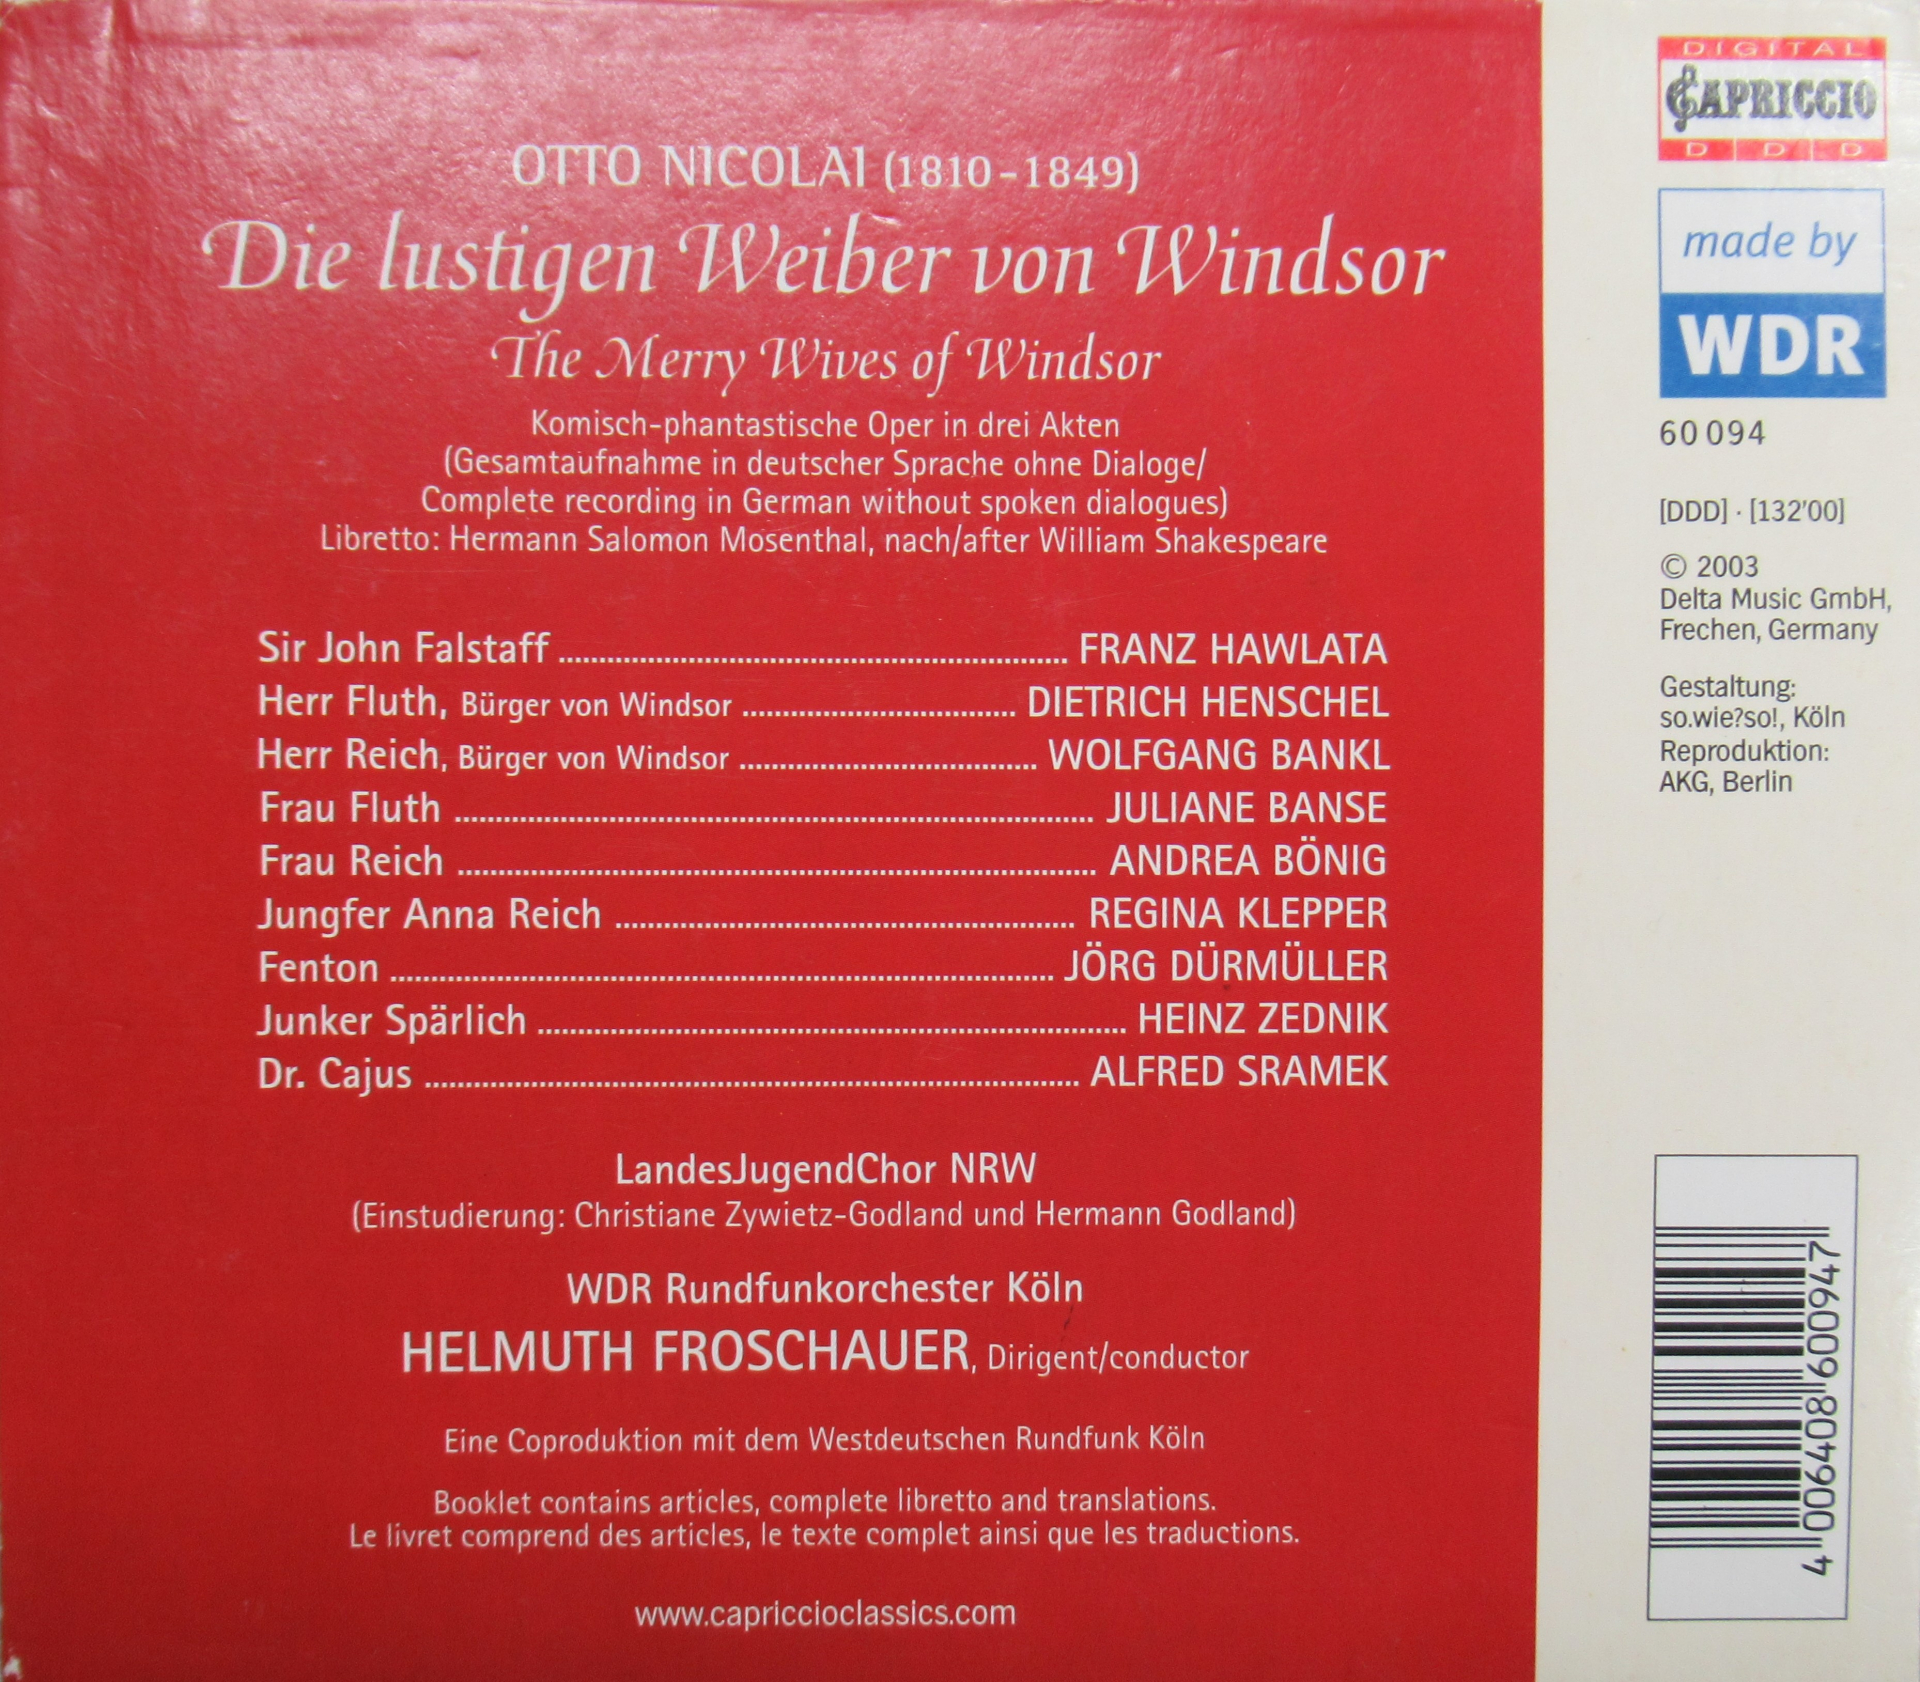 OTTO NICOLAI (1810-1849)
Die lustigen Weiber von Windsor
The Merry Wives of Windsor
Komisch-phantastische Oper in drei Akten
(Gesamtaufnahme in deutscher Sprache ohne Dialoge/
Complete recording in German without spoken dialogues)
Libretto: Hermann Salomon Mosenthal, nach/after William Shakespeare
Sir John Falstaff ........ FRANZ HAWLATA
Herr Fluth, Bürger von Windsor ........ DIETRICH HENSCHEL
Herr Reich, Bürger von Windsor ........ WOLFGANG BANKL
Frau Fluth ........ JULIANE BANSE
Frau Reich ........ ANDREA BÖNIG
Jungfer Anna Reich ........ REGINA KLEPPER
Fenton ........ JÖRG DÜRMÜLLER
Junker Spärlich ........ HEINZ ZEDNIK
Dr. Cajus ........ ALFRED SRAMEK
LandesJugendChor NRW
(Einstudierung: Christiane Zywietz-Godland und Hermann Godland)
WDR Rundfunkorchester Köln
HELMUTH FROSCHAUER, Dirigent/conductor
Eine Coproduktion mit dem Westdeutschen Rundfunk Köln
Booklet contains articles, complete libretto and translations.
Le livret comprend des articles, le texte complet ainsi que les traductions.
www.capriccioclassics.com
DIGITAL
CAPRICCIO
D D D
made by
WDR
60 094
[DDD] · [132'00]
© 2003
Delta Music GmbH,
Frechen, Germany
Gestaltung:
so.wie?so!, Köln
Reproduktion:
AKG, Berlin
4 006408 600947